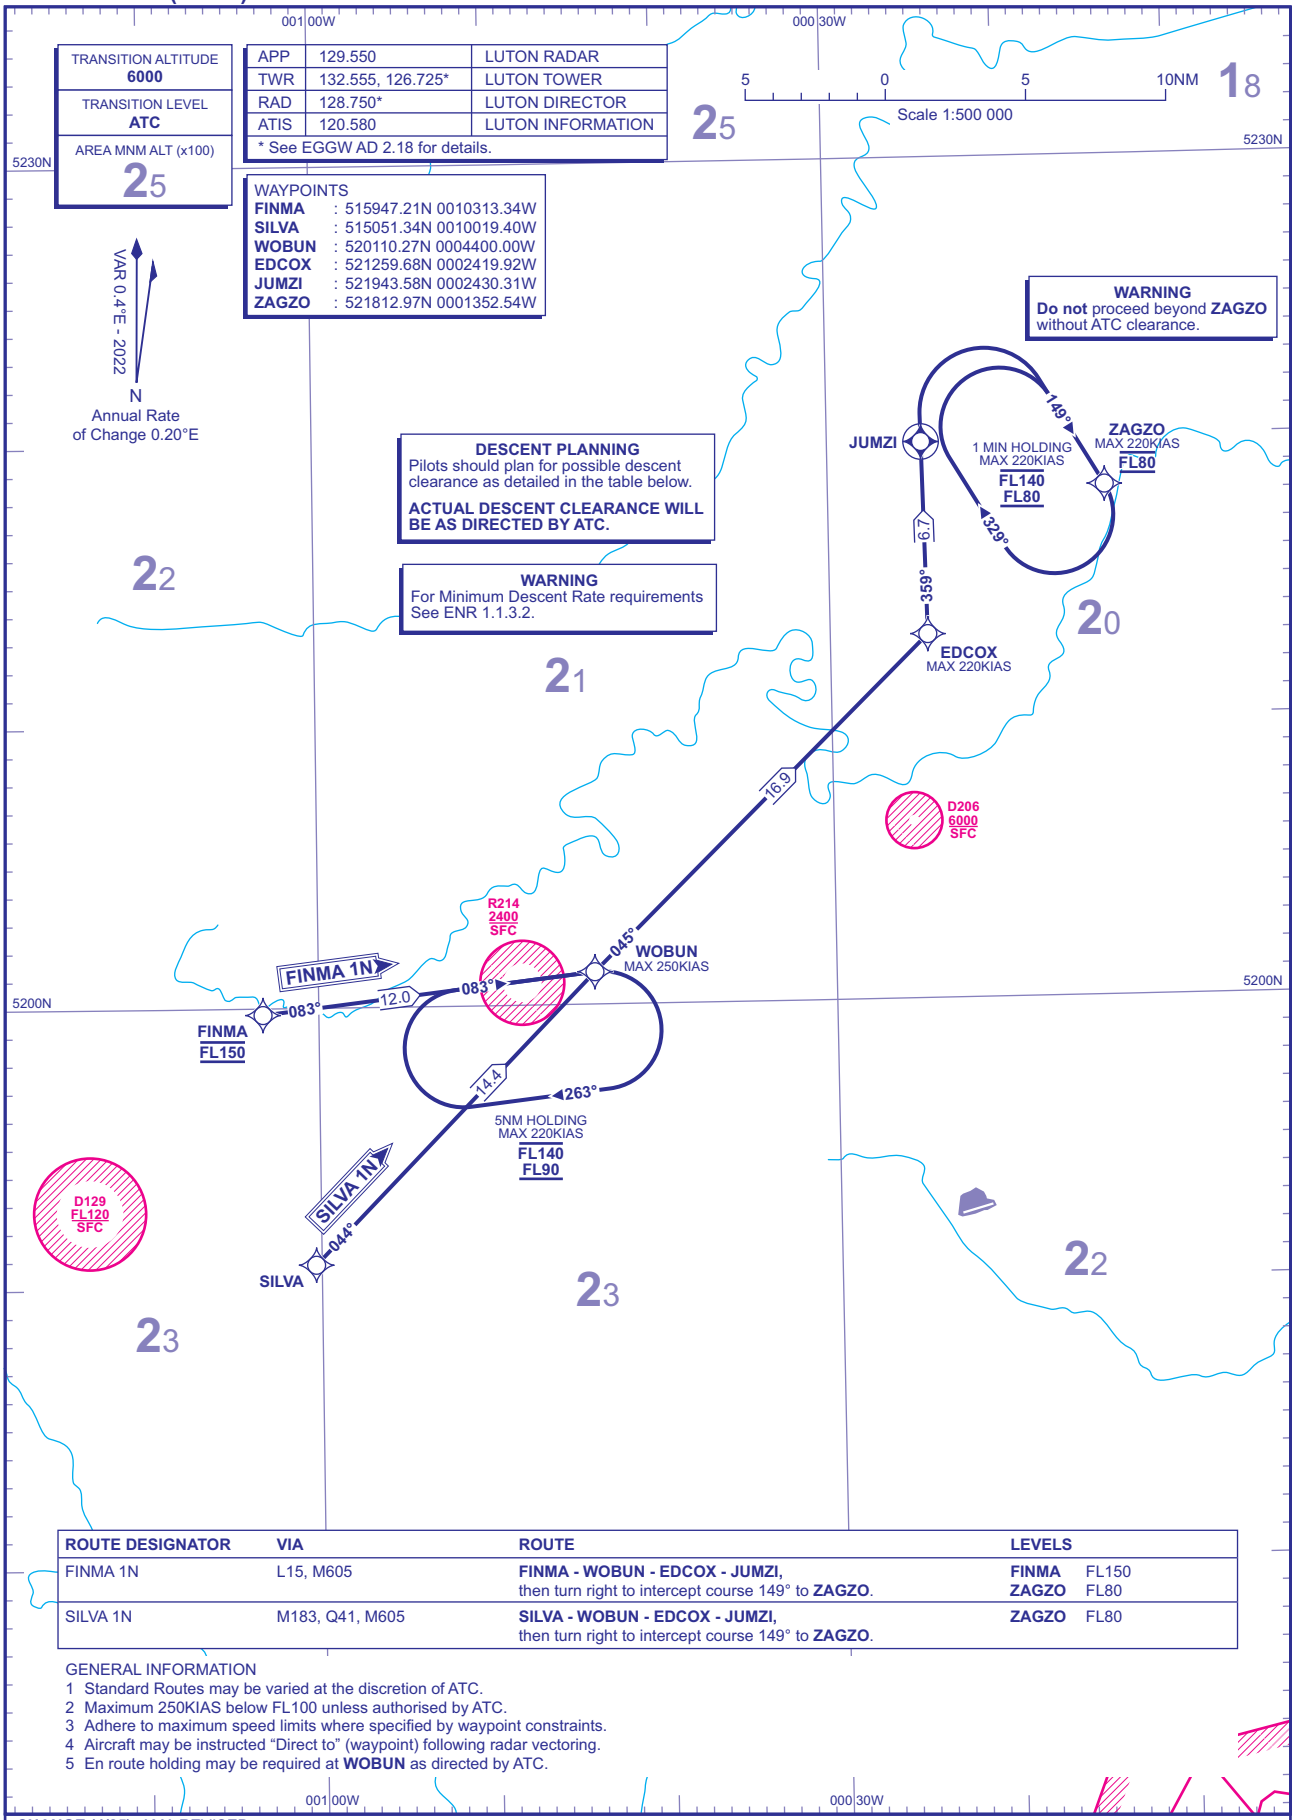 001 00W
000 30W
TRANSITION ALTITUDE
6000
TRANSITION LEVEL
ATC
AREA MNM ALT (x100)
25
APP 129.550 LUTON RADAR
TWR 132.555, 126.725* LUTON TOWER
RAD 128.750* LUTON DIRECTOR
ATIS 120.580 LUTON INFORMATION
* See EGGW AD 2.18 for details.
25
5 0 5 10NM
Scale 1:500 000
18
5230N
5230N
WAYPOINTS
FINMA : 515947.21N 0010313.34W
SILVA : 515051.34N 0010019.40W
WOBUN : 520110.27N 0004400.00W
EDCOX : 521259.68N 0002419.92W
JUMZI : 521943.58N 0002430.31W
ZAGZO : 521812.97N 0001352.54W
VAR 0.4°E - 2022
N
Annual Rate
of Change 0.20°E
WARNING
Do not proceed beyond ZAGZO
without ATC clearance.
DESCENT PLANNING
Pilots should plan for possible descent
clearance as detailed in the table below.
ACTUAL DESCENT CLEARANCE WILL
BE AS DIRECTED BY ATC.
WARNING
For Minimum Descent Rate requirements
See ENR 1.1.3.2.
JUMZI
149°
ZAGZO
MAX 220KIAS
FL80
1 MIN HOLDING
MAX 220KIAS
FL140
FL80
329°
6.7
359°
EDCOX
MAX 220KIAS
22
20
21
16.9
D206
6000
SFC
R214
2400
SFC
045°
WOBUN
MAX 250KIAS
FINMA 1N
083°
12.0
083°
5200N
5200N
FINMA
FL150
14.4
263°
5NM HOLDING
MAX 220KIAS
FL140
FL90
SILVA 1N
044°
SILVA
D129
FL120
SFC
22
23
23
ROUTE DESIGNATOR VIA ROUTE LEVELS
FINMA 1N L15, M605 FINMA - WOBUN - EDCOX - JUMZI, FINMA FL150
then turn right to intercept course 149° to ZAGZO. ZAGZO FL80
SILVA 1N M183, Q41, M605 SILVA - WOBUN - EDCOX - JUMZI, ZAGZO FL80
then turn right to intercept course 149° to ZAGZO.
GENERAL INFORMATION
1 Standard Routes may be varied at the discretion of ATC.
2 Maximum 250KIAS below FL100 unless authorised by ATC.
3 Adhere to maximum speed limits where specified by waypoint constraints.
4 Aircraft may be instructed “Direct to” (waypoint) following radar vectoring.
5 En route holding may be required at WOBUN as directed by ATC.
001 00W
000 30W